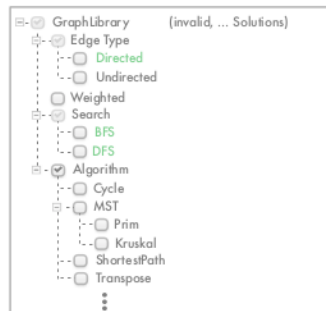 GraphLibrary (invalid, ... Solutions)
Edge Type
Directed
Undirected
Weighted
Search
BFS
DFS
Algorithm
Cycle
MST
Prim
Kruskal
ShortestPath
Transpose